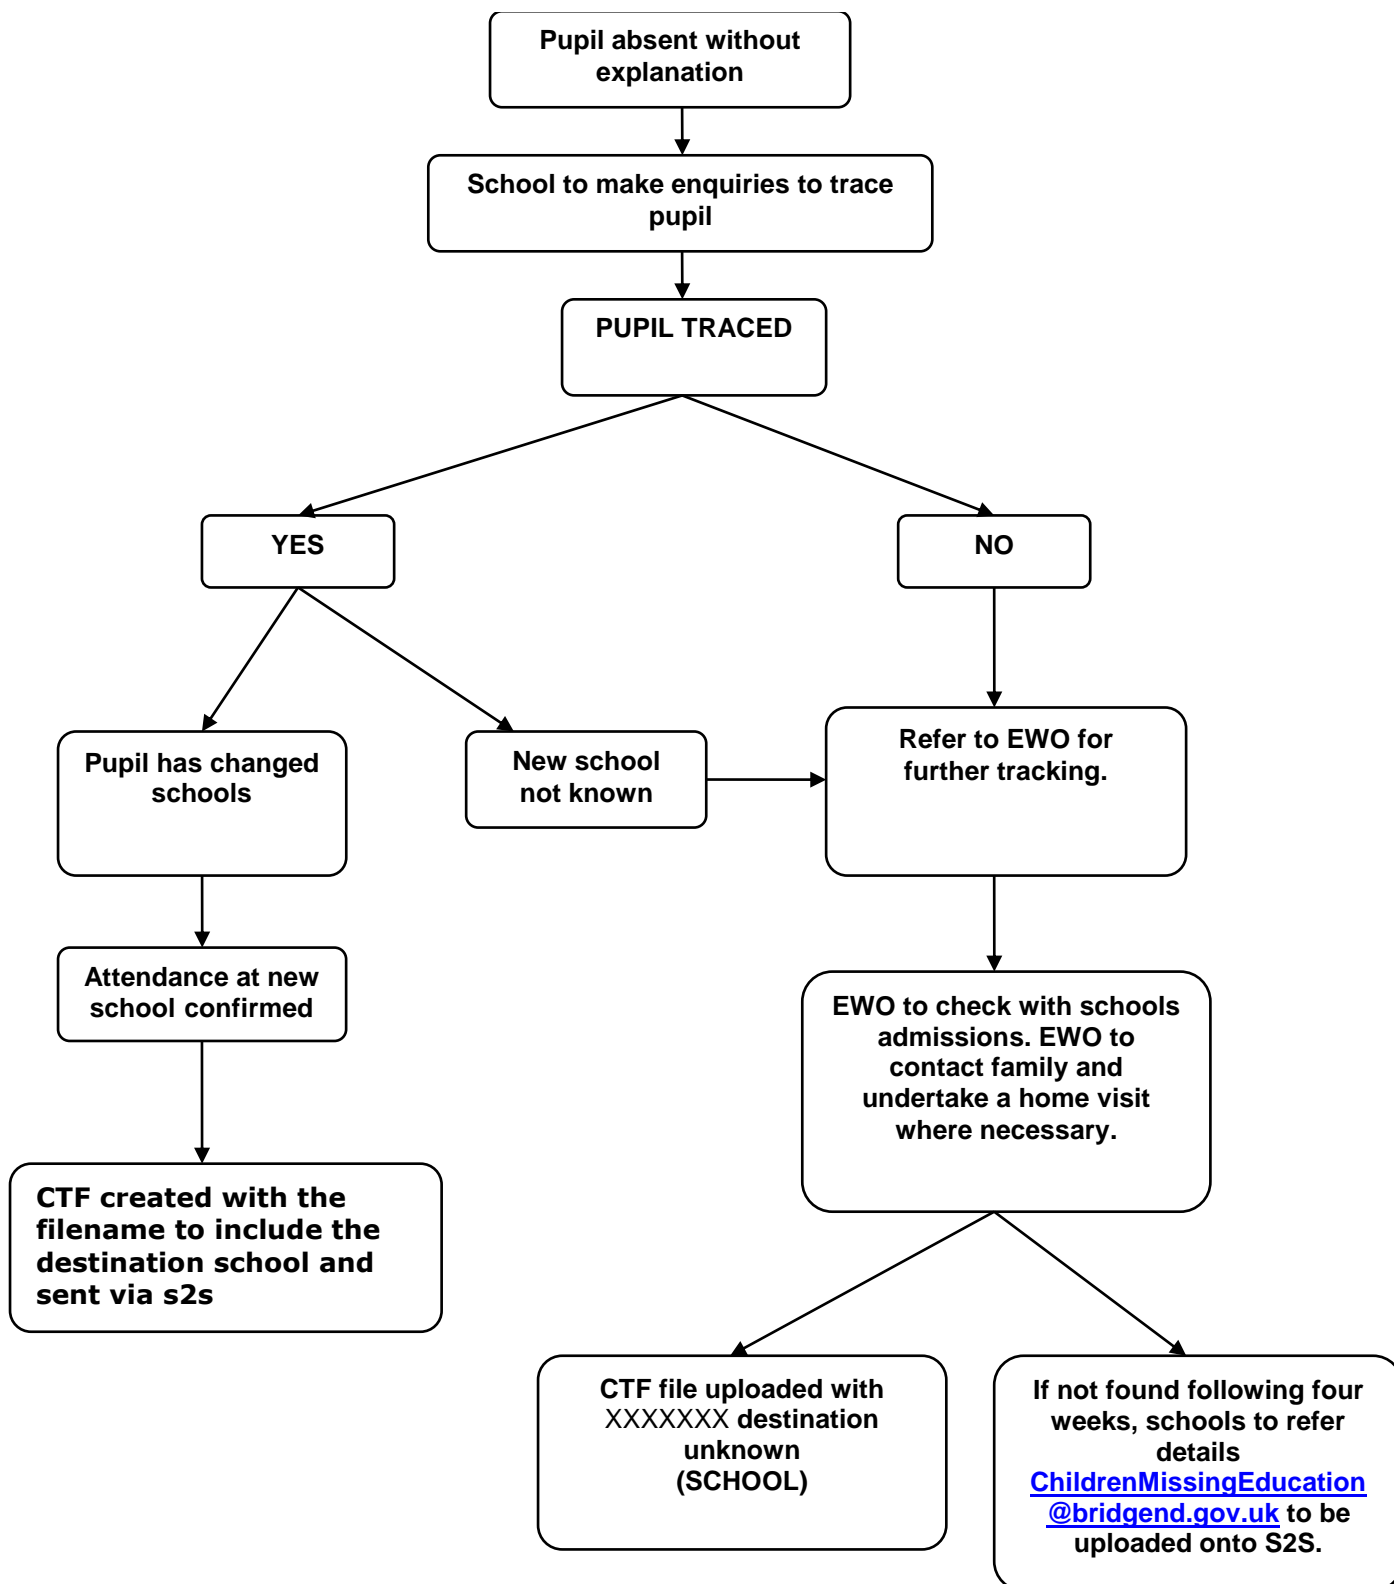 Pupil absent without
explanation
School to make enquiries to trace
pupil
PUPIL TRACED
YES
NO
Pupil has changed
schools
New school
not known
Refer to EWO for
further tracking.
Attendance at new
school confirmed
EWO to check with schools
admissions. EWO to
contact family and
undertake a home visit
where necessary.
CTF created with the
filename to include the
destination school and
sent via s2s
CTF file uploaded with
XXXXXXX destination
unknown
(SCHOOL)
If not found following four
weeks, schools to refer
details
ChildrenMissingEducation
@bridgend.gov.uk to be
uploaded onto S2S.